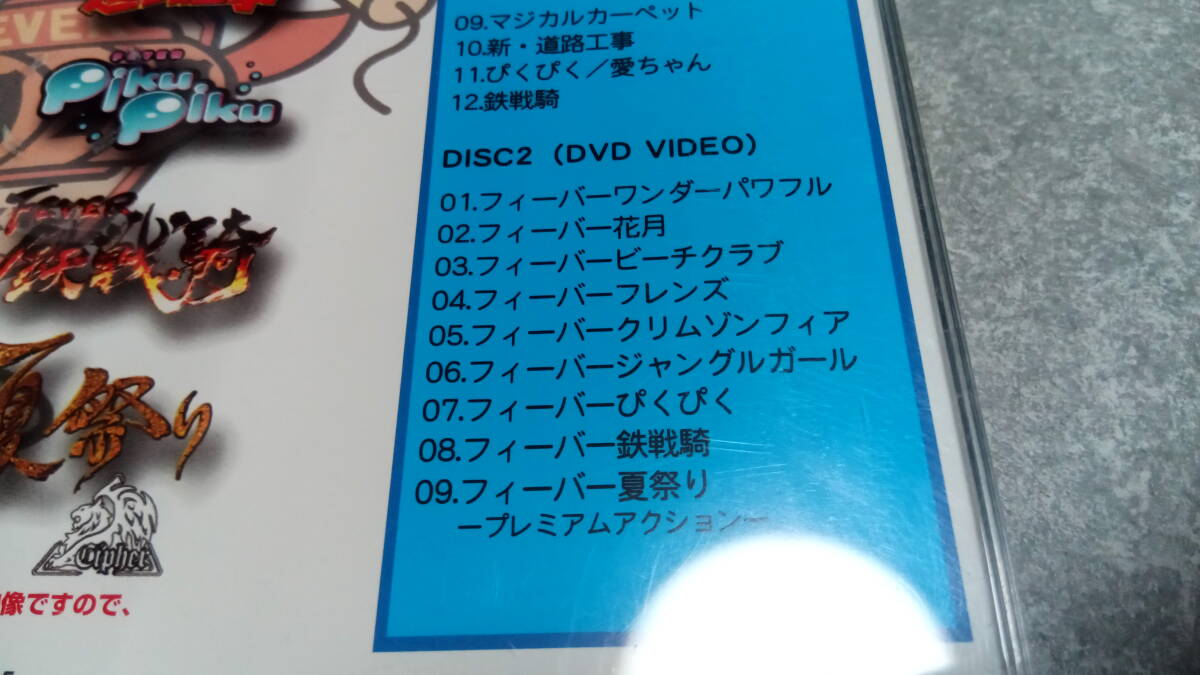 EVE
Piku
Piku
FEVER
鉄戦騎
夏祭り
Cipher
像ですので、
09.マジカルカーペット
10.新・道路工事
11.ぴくぴく／愛ちゃん
12.鉄戦騎
DISC2 (DVD VIDEO)
01.フィーバーワンダーパワフル
02.フィーバー花月
03.フィーバービーチクラブ
04.フィーバーフレンズ
05.フィーバークリムゾンフィア
06.フィーバージャングルガール
07.フィーバーぴくぴく
08.フィーバー鉄戦騎
09.フィーバー夏祭り
ープレミアムアクションー